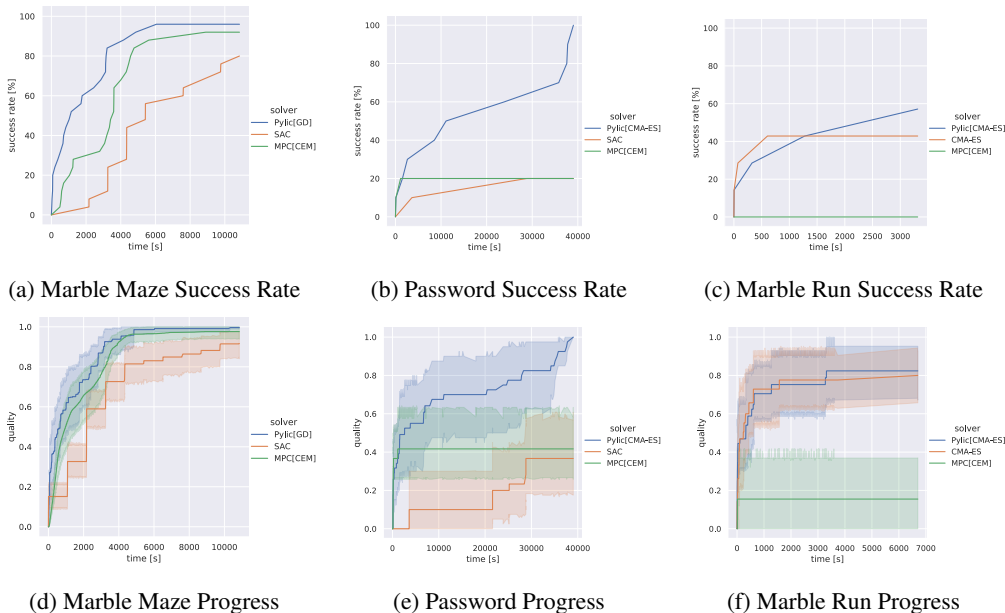 100
80
60
40
20
0
success rate [%]
0 2000 4000 6000 8000 10000
time [s]
solver
Pylic[GD]
SAC
MPC[CEM]
(a) Marble Maze Success Rate
100
80
60
40
20
0
success rate [%]
0 10000 20000 30000 40000
time [s]
solver
Pylic[CMA-ES]
SAC
MPC[CEM]
(b) Password Success Rate
100
80
60
40
20
0
success rate [%]
0 500 1000 1500 2000 2500 3000
time [s]
solver
Pylic[CMA-ES]
CMA-ES
MPC[CEM]
(c) Marble Run Success Rate
1.0
0.8
0.6
0.4
0.2
0.0
quality
0 2000 4000 6000 8000 10000
time [s]
solver
Pylic[GD]
SAC
MPC[CEM]
(d) Marble Maze Progress
1.0
0.8
0.6
0.4
0.2
0.0
quality
0 10000 20000 30000 40000
time [s]
solver
Pylic[CMA-ES]
SAC
MPC[CEM]
(e) Password Progress
1.0
0.8
0.6
0.4
0.2
0.0
quality
0 1000 2000 3000 4000 5000 6000 7000
time [s]
solver
Pylic[CMA-ES]
CMA-ES
MPC[CEM]
(f) Marble Run Progress